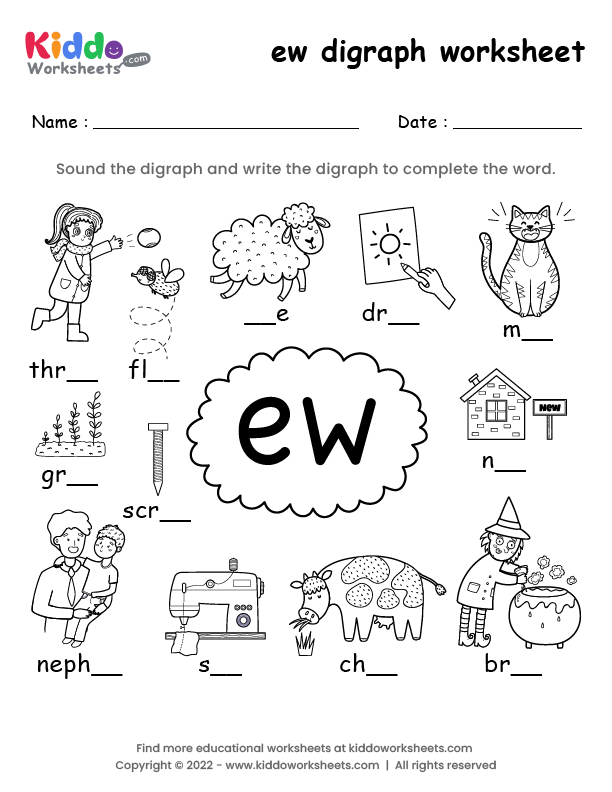 Kiddo
Worksheets .com
ew digraph worksheet
Name : ____________ Date : ____________
Sound the digraph and write the digraph to complete the word.
__e
dr__
m__
thr__
fl__
ew
New
gr__
n__
scr__
neph__
s__
ch__
br__
Find more educational worksheets at kiddoworksheets.com
Copyright © 2022 - www.kiddoworksheets.com | All rights reserved